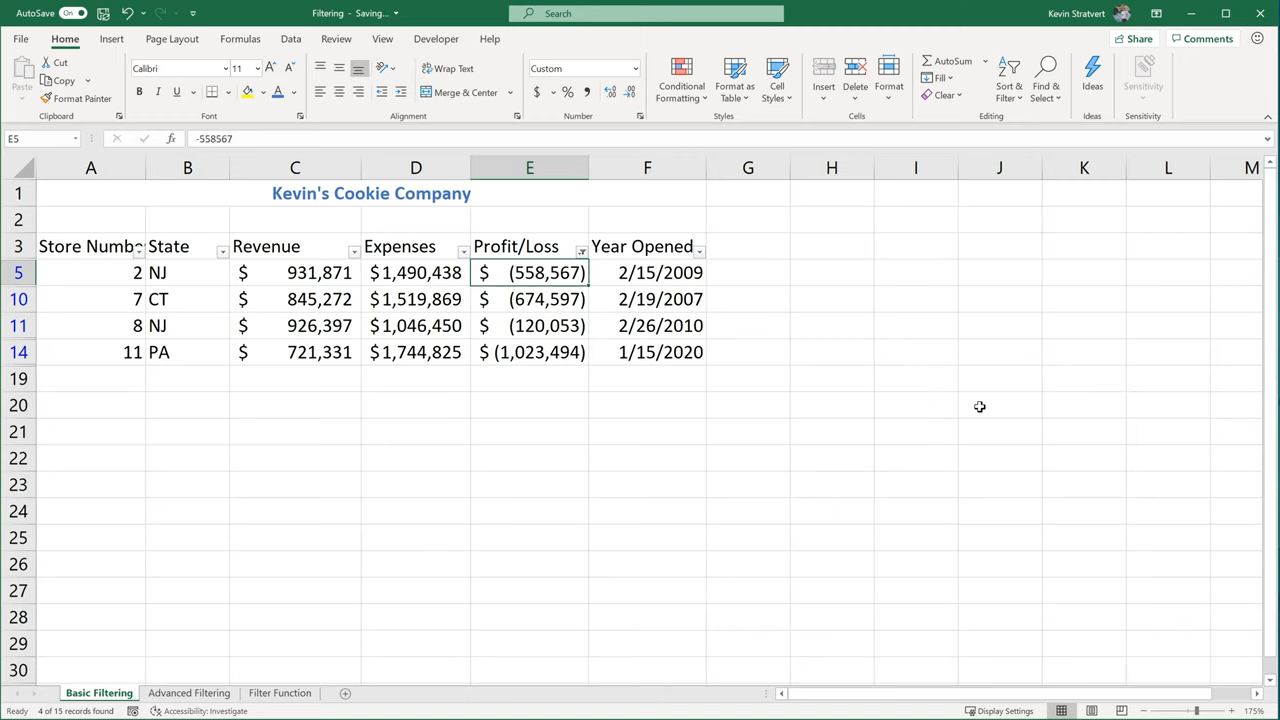 AutoSave On Filtering - Saving... Search Kevin Stratvert
File Home Insert Page Layout Formulas Data Review View Developer Help Share Comments
Cut Calibri 11 A A Wrap Text Custom AutoSum
Copy Fill
Paste Format Painter B I U A Merge & Center $ % Conditional Formatting Format as Table Cell Styles Insert Delete Format Clear Sort & Filter Find & Select Ideas Sensitivity
Clipboard Font Alignment Number Styles Cells Editing Ideas Sensitivity
E5 fx -558567
A B C D E F G H I J K L M
1 Kevin's Cookie Company
2
3 Store Numbe State Revenue Expenses Profit/Loss Year Opened
5 2 NJ $ 931,871 $1,490,438 $ (558,567) 2/15/2009
10 7 CT $ 845,272 $1,519,869 $ (674,597) 2/19/2007
11 8 NJ $ 926,397 $1,046,450 $ (120,053) 2/26/2010
14 11 PA $ 721,331 $1,744,825 $ (1,023,494) 1/15/2020
19
20
21
22
23
24
25
26
27
28
29
30
Basic Filtering Advanced Filtering Filter Function
Ready 4 of 15 records found Accessibility: Investigate Display Settings 175%